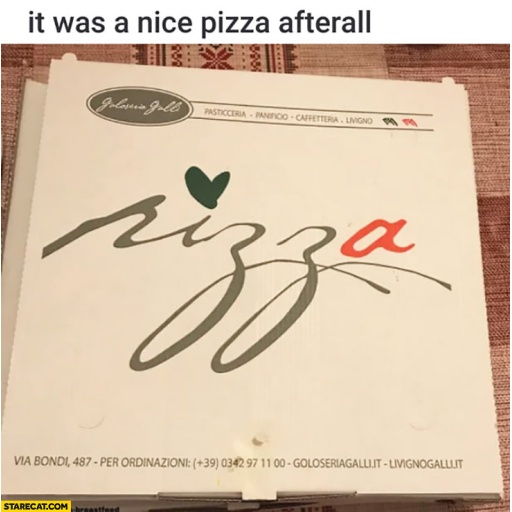 it was a nice pizza afterall
Goloseria Galli
PASTICCERIA - PANIFICIO - CAFFETTERIA . LIVIGNO
pizza
VIA BONDI, 487 - PER ORDINAZIONI: (+39) 0342 97 11 00 - GOLOSERIAGALLI.IT - LIVIGNOGALLI.IT
STARECAT.COM